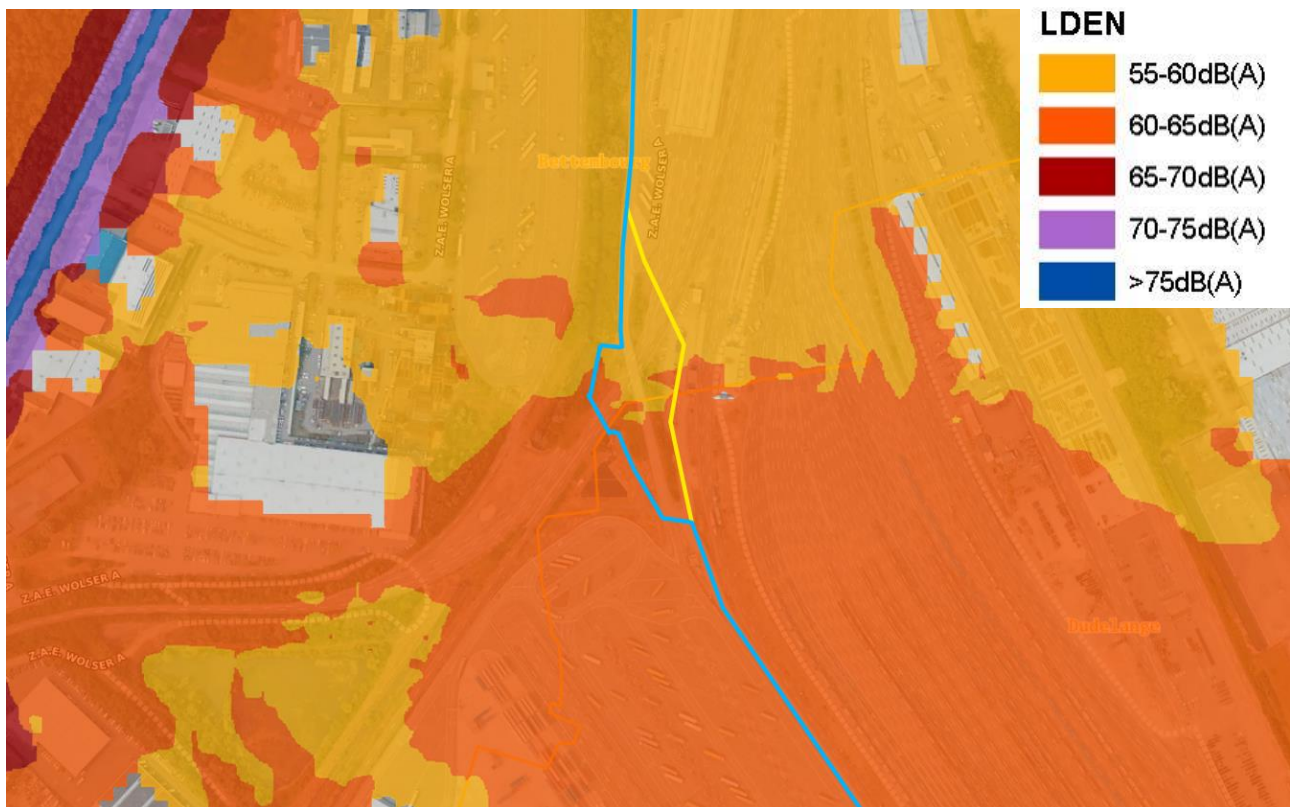 LDEN
55-60dB(A)
60-65dB(A)
65-70dB(A)
70-75dB(A)
>75dB(A)
Bettembourg
Z.A.E. WOLSER A
Z.A.E. WOLSER A
Z.A.E. WOLSER A
Z.A.E. WOLSER A
Dudelange